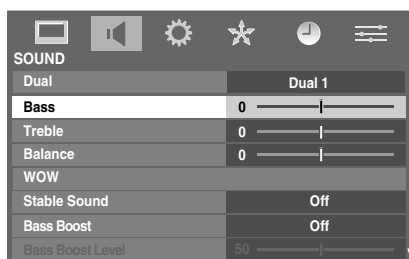 SOUND
Dual Dual 1
Bass 0
Treble 0
Balance 0
WOW
Stable Sound Off
Bass Boost Off
Bass Boost Level 50